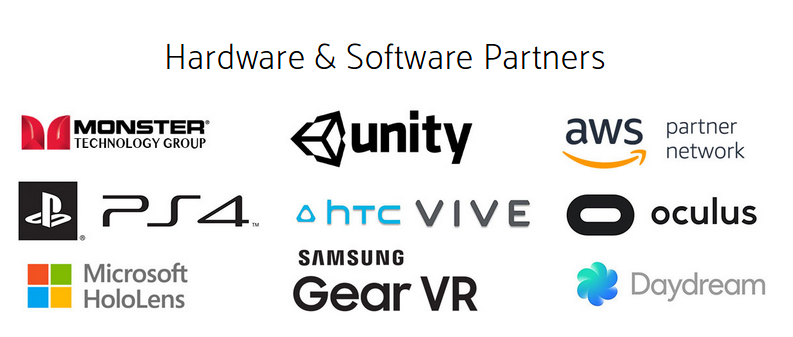 Hardware & Software Partners
MONSTER®
TECHNOLOGY GROUP
unity
aws partner network
PS4™
®
htc VIVE
oculus
Microsoft
HoloLens
SAMSUNG
Gear VR
Daydream